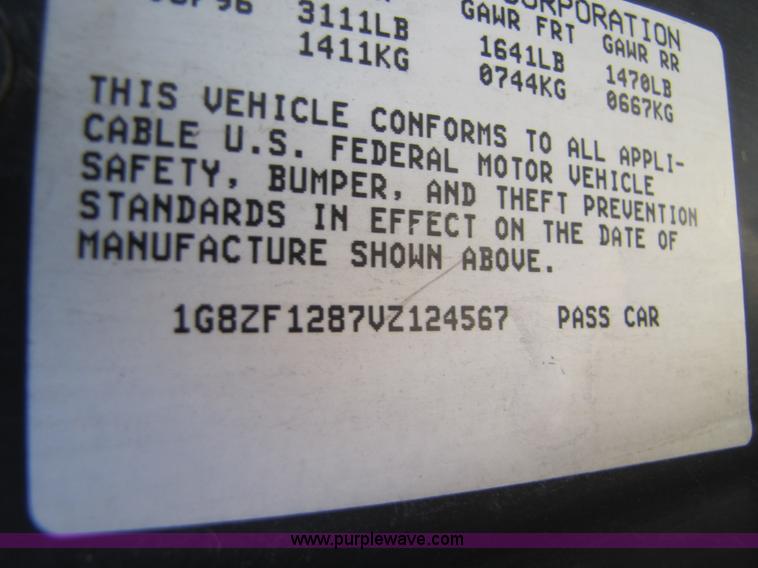 96 3111LB GAWR FRT GAWR RR
1411KG 1641LB 1470LB
0744KG 0667KG
THIS VEHICLE CONFORMS TO ALL APPLI-
CABLE U.S. FEDERAL MOTOR VEHICLE
SAFETY, BUMPER, AND THEFT PREVENTION
STANDARDS IN EFFECT ON THE DATE OF
MANUFACTURE SHOWN ABOVE.
1G8ZF1287VZ124567 PASS CAR
www.purplewave.com